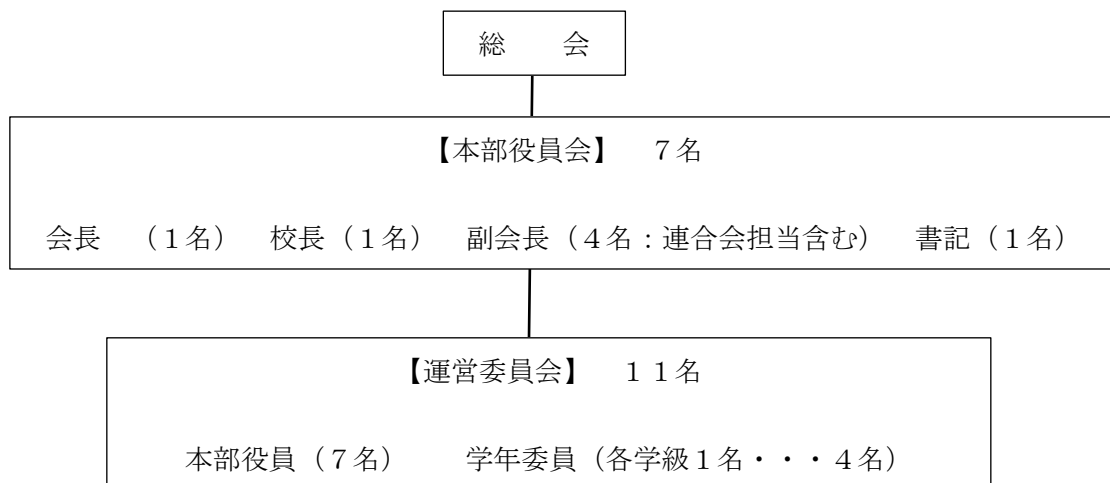 総　　会
【本部役員会】　７名
会長　（１名）　校長（１名）　副会長（４名：連合会担当含む）　書記（１名）
【運営委員会】　１１名
本部役員（７名）　　学年委員（各学級１名・・・４名）